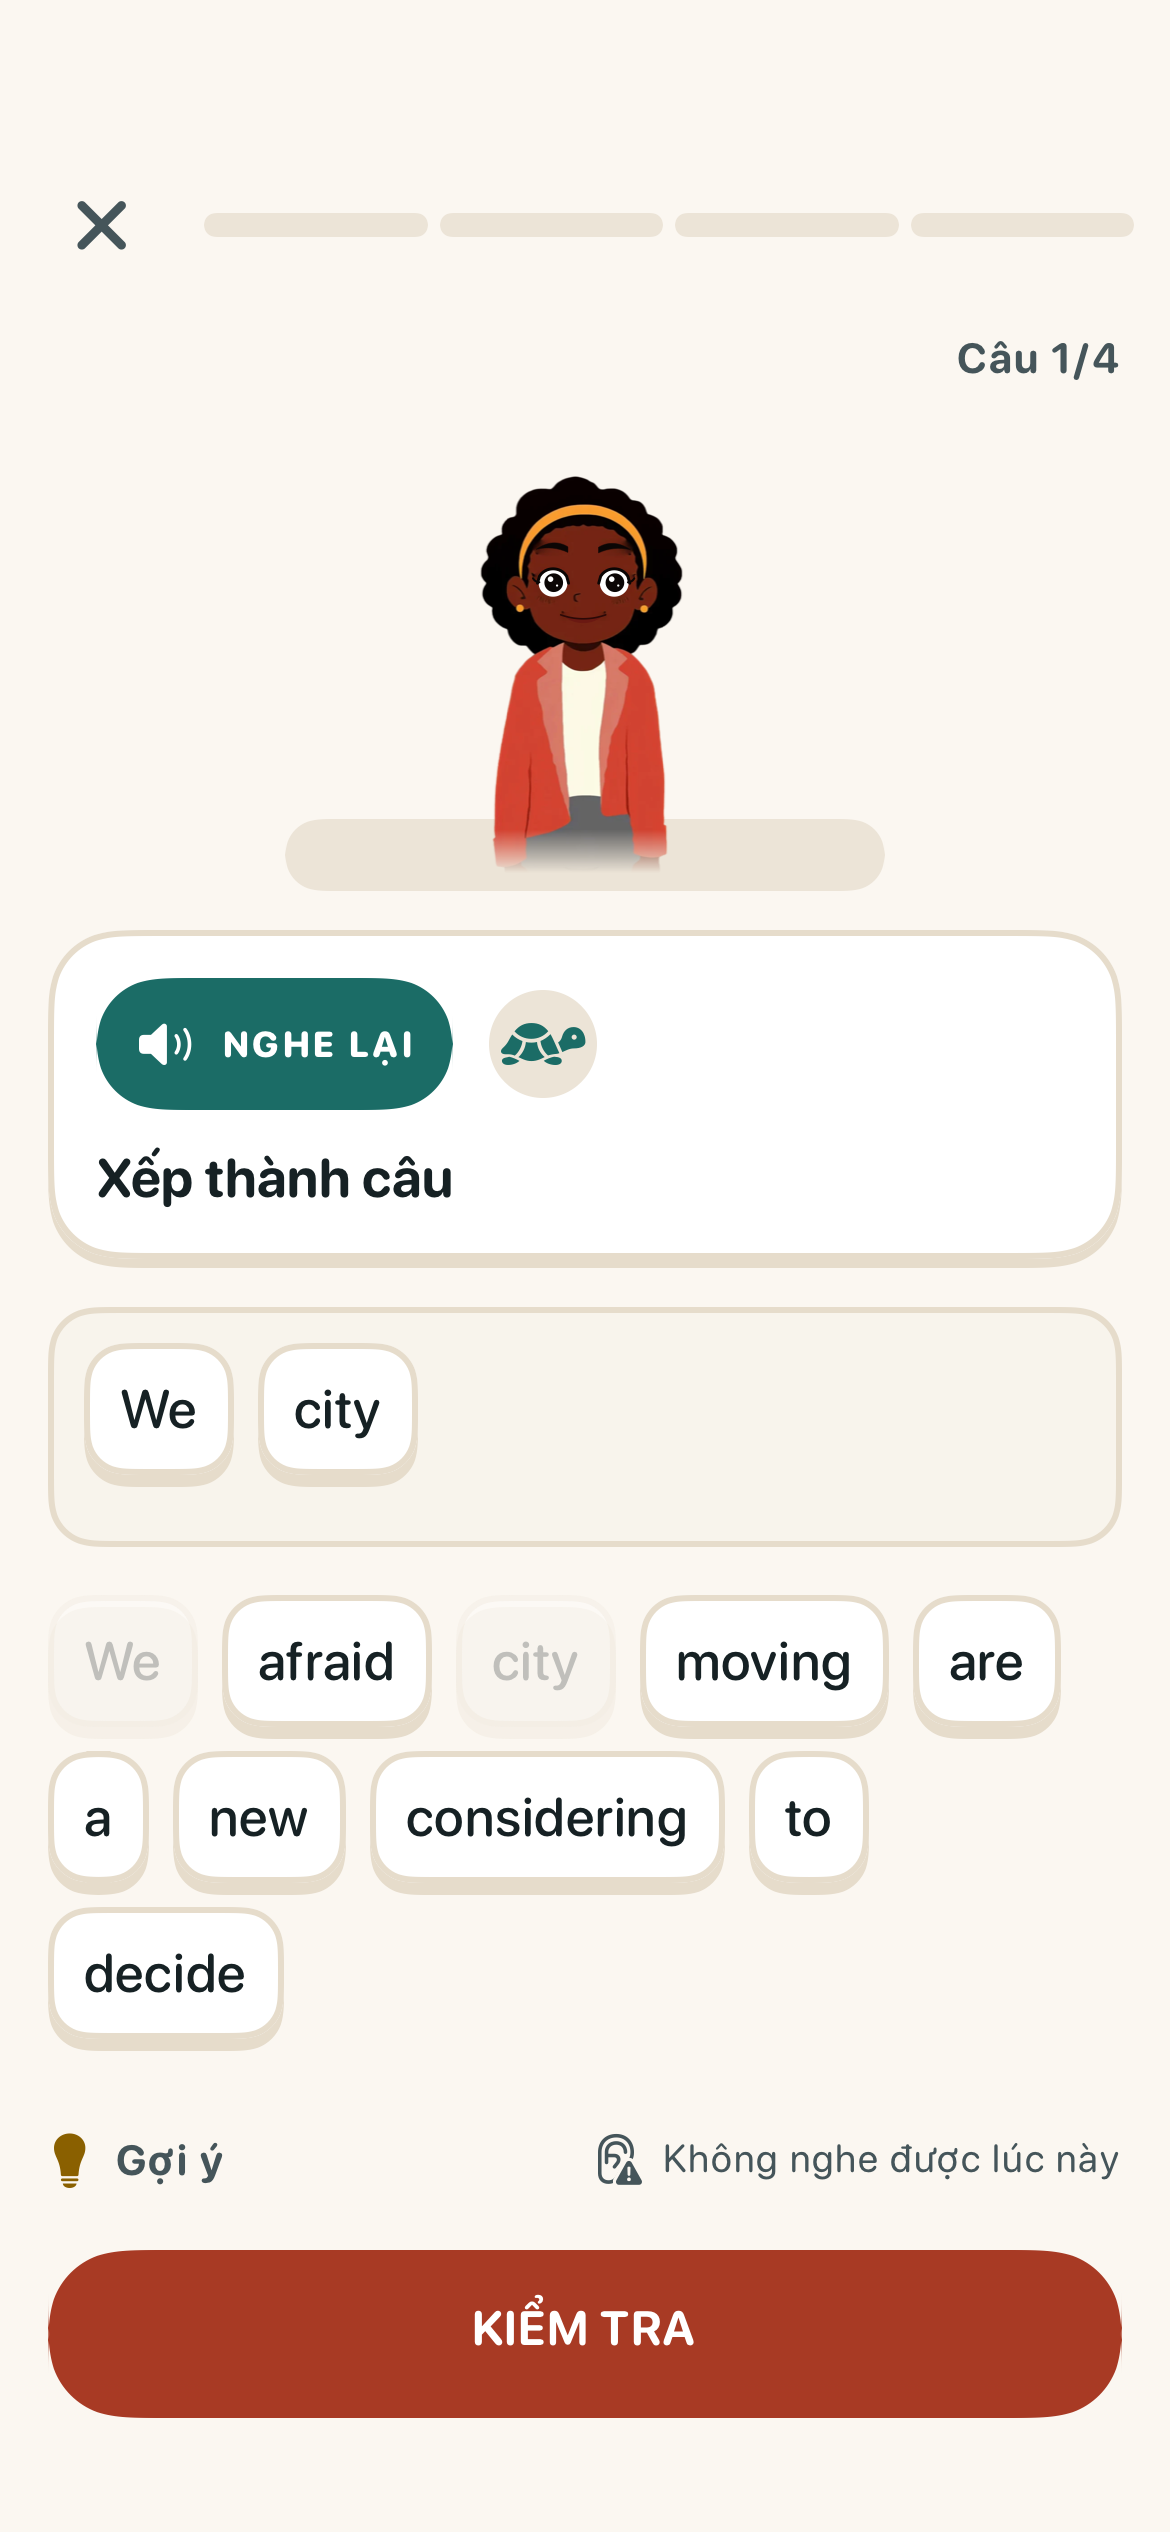 Câu 1/4
NGHE LẠI
Xếp thành câu
We city
We afraid city moving are
a new considering to
decide
Gợi ý Không nghe được lúc này
KIỂM TRA